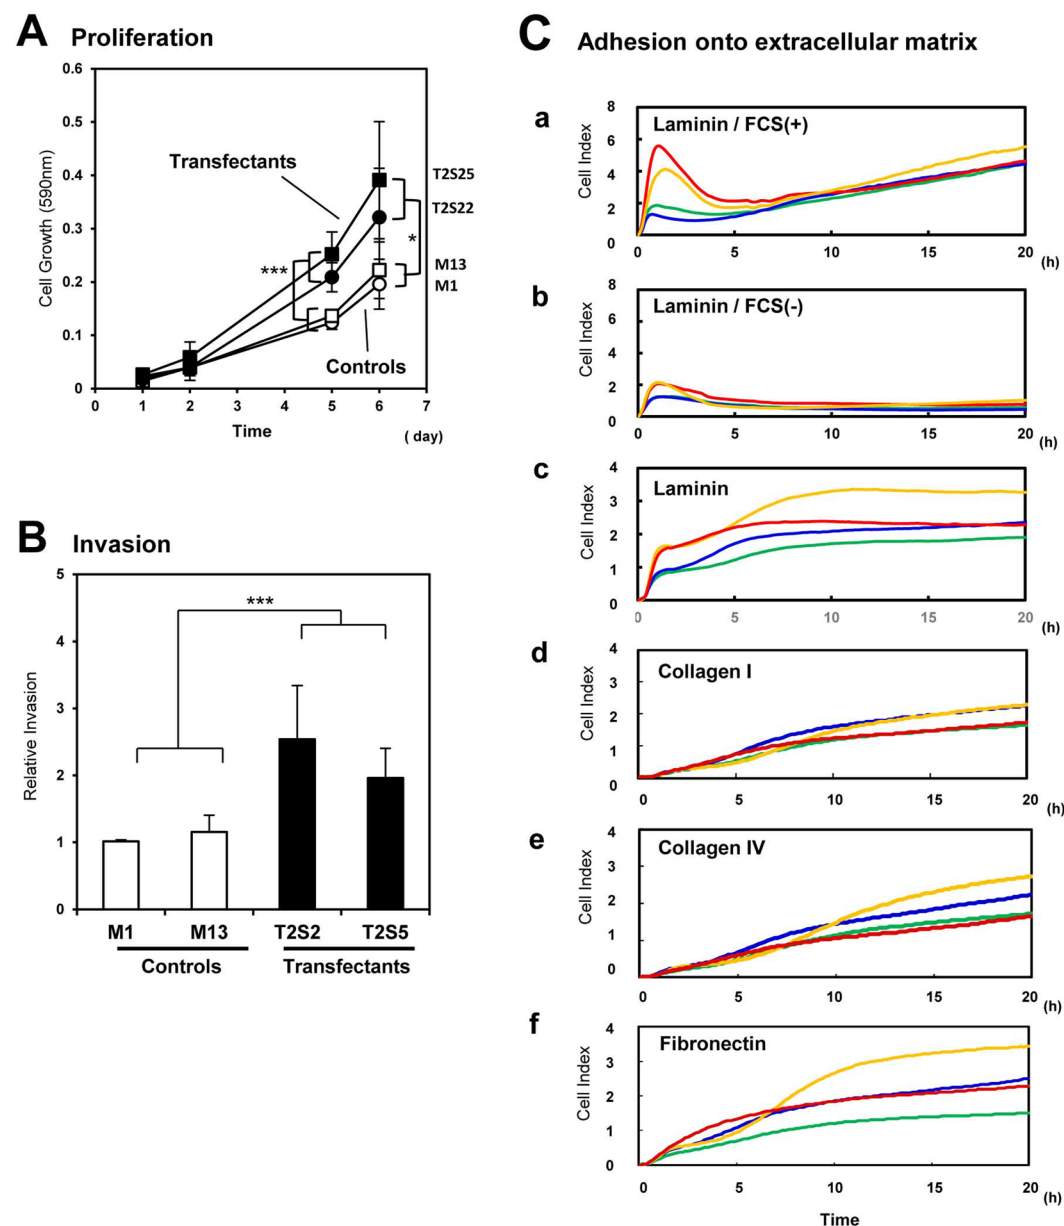 A Proliferation
0.6
0.5
0.4
0.3
0.2
0.1
0
Cell Growth (590nm)
Transfectants
T2S25
T2S22
***
*
M13
M1
Controls
0 1 2 3 4 5 6 7
Time
( day)
B Invasion
5
4
3
2
1
0
Relative Invasion
***
M1 M13 T2S2 T2S5
Controls Transfectants
C Adhesion onto extracellular matrix
a
Laminin / FCS(+)
Cell Index
8
6
4
2
0
0 5 10 15 20
(h)
b
Laminin / FCS(-)
Cell Index
8
6
4
2
0
0 5 10 15 20
(h)
c
Laminin
Cell Index
4
3
2
1
0
0 5 10 15 20
(h)
d
Collagen I
Cell Index
4
3
2
1
0
0 5 10 15 20
(h)
e
Collagen IV
Cell Index
4
3
2
1
0
0 5 10 15 20
(h)
f
Fibronectin
Cell Index
4
3
2
1
0
0 5 10 15 20
(h)
Time